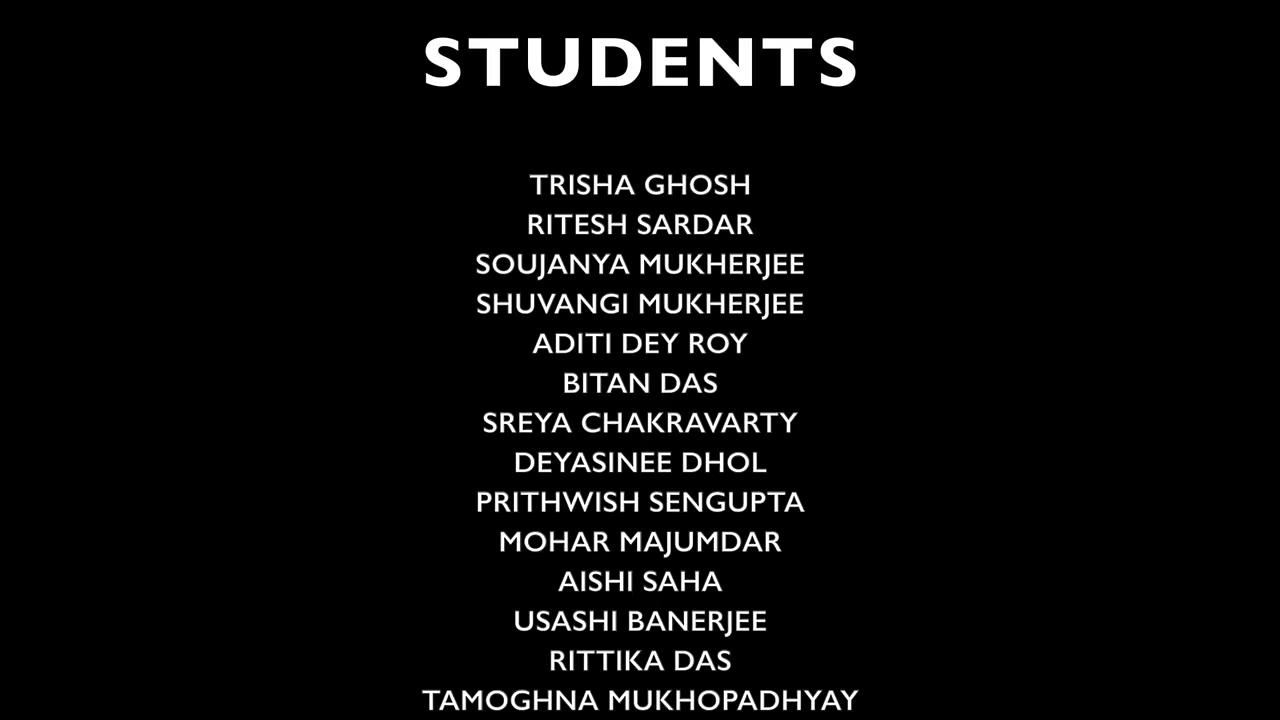 STUDENTS
TRISHA GHOSH
RITESH SARDAR
SOUJANYA MUKHERJEE
SHUVANGI MUKHERJEE
ADITI DEY ROY
BITAN DAS
SREYA CHAKRAVARTY
DEYASINEE DHOL
PRITHWISH SENGUPTA
MOHAR MAJUMDAR
AISHI SAHA
USASHI BANERJEE
RITTIKA DAS
TAMOGHNA MUKHOPADHYAY